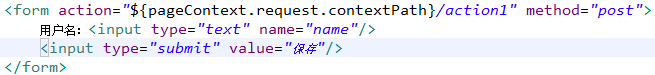 <form action="${pageContext.request.contextPath}/action1" method="post">
用户名：<input type="text" name="name"/>
<input type="submit" value="保存"/>
</form>